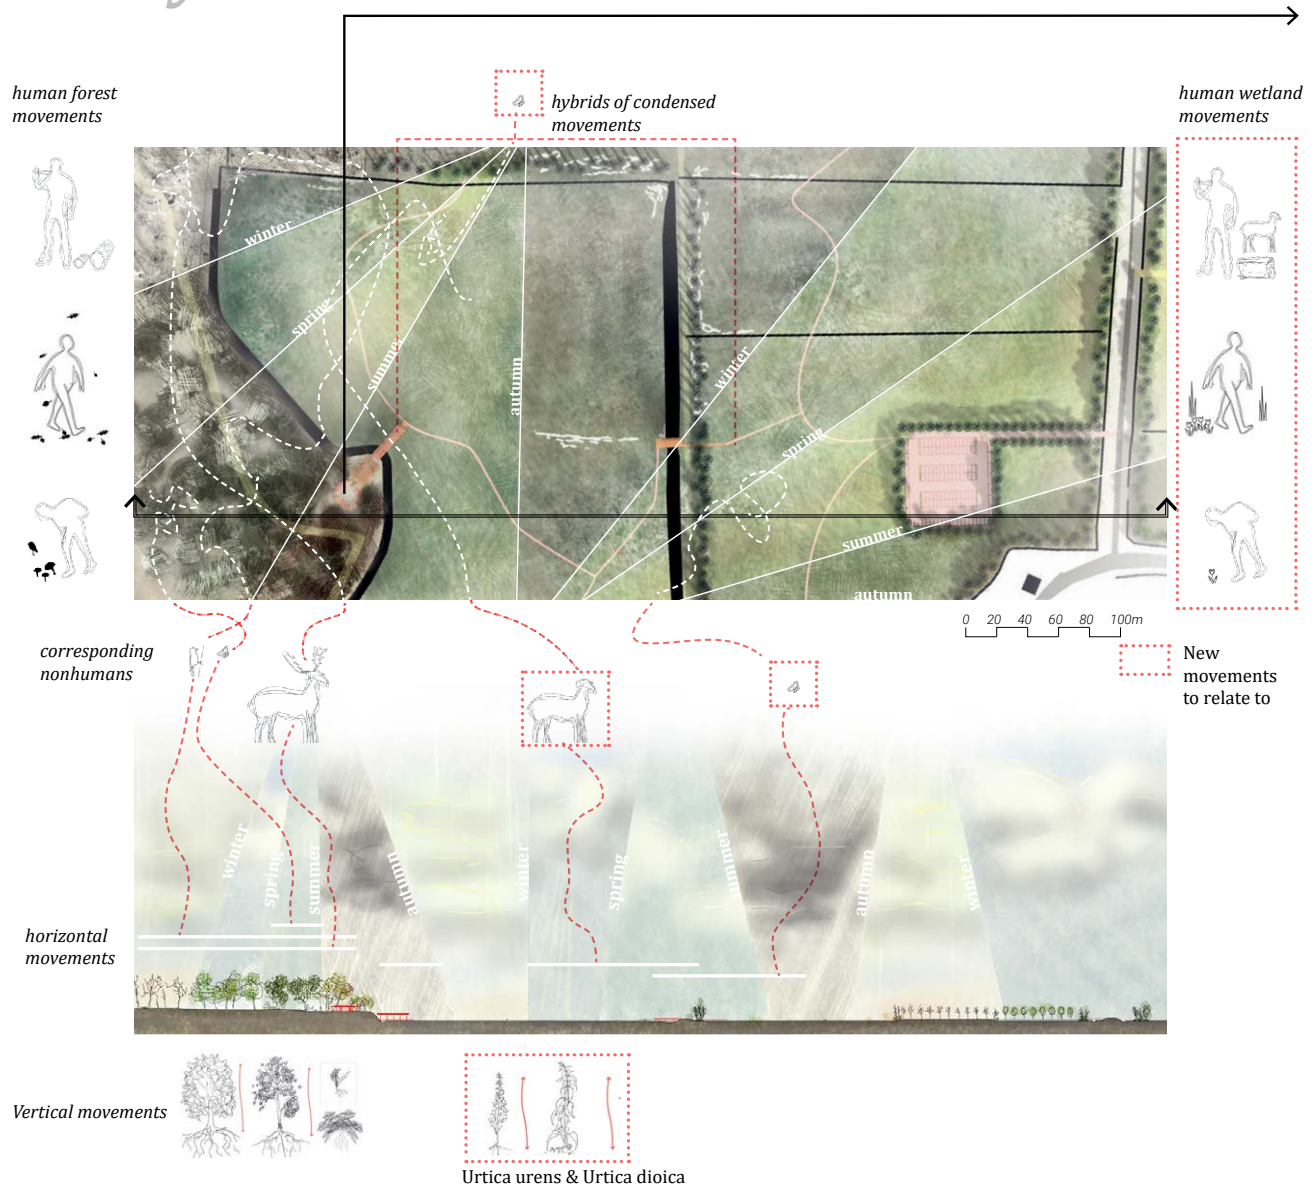 human forest
movements
hybrids of condensed
movements
human wetland
movements
winter
spring
summer
autumn
winter
spring
summer
autumn
0 20 40 60 80 100m
corresponding
nonhumans
New
movements
to relate to
winter
spring
summer
autumn
winter
spring
summer
autumn
winter
horizontal
movements
Vertical movements
Urtica urens & Urtica dioica